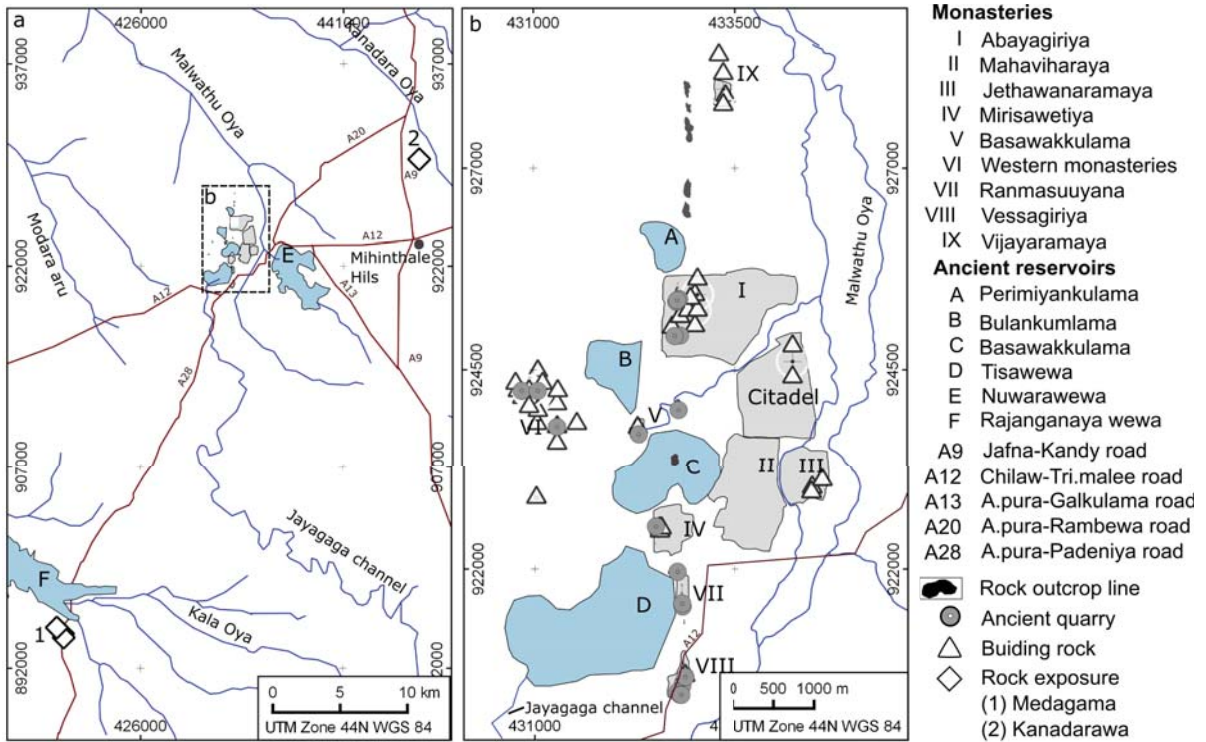 a
426000
441000
937000
937000
Kanadara Oya
Malwathu Oya
A20
2
A9
b
Modara aru
A12
E
Mihinthale
Hils
922000
922000
A12
A13
A9
A28
907000
907000
Jayagaga channel
F
Kala Oya
1
892000
426000
0 5 10 km
UTM Zone 44N WGS 84
b
431000
433500
IX
927000
927000
A
Malwathu Oya
I
B
924500
924500
Citadel
V
VI
C
II
III
IV
922000
922000
D
VII
A12
VIII
Jayagaga channel
431000
0 500 1000 m
UTM Zone 44N WGS 84
Monasteries
I Abayagiriya
II Mahaviharaya
III Jethawanaramaya
IV Mirisawetiya
V Basawakkulama
VI Western monasteries
VII Ranmasuuyana
VIII Vessagiriya
IX Vijayaramaya
Ancient reservoirs
A Perimiyankulama
B Bulankumlama
C Basawakkulama
D Tisawewa
E Nuwarawewa
F Rajanganaya wewa
A9 Jafna-Kandy road
A12 Chilaw-Tri.malee road
A13 A.pura-Galkulama road
A20 A.pura-Rambewa road
A28 A.pura-Padeniya road
Rock outcrop line
Ancient quarry
Buiding rock
Rock exposure
(1) Medagama
(2) Kanadarawa